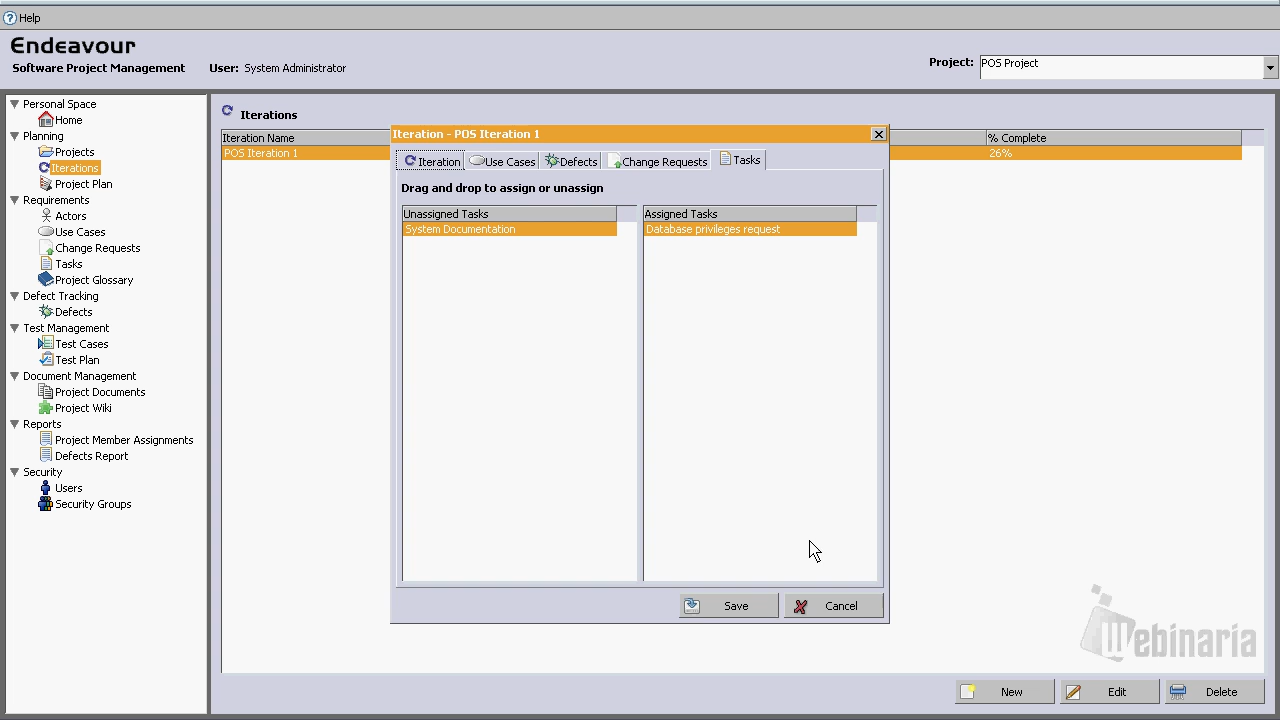 Help
Endeavour
Software Project Management
User: System Administrator
Project:
POS Project
Personal Space
Home
Planning
Projects
Iterations
Project Plan
Requirements
Actors
Use Cases
Change Requests
Tasks
Project Glossary
Defect Tracking
Defects
Test Management
Test Cases
Test Plan
Document Management
Project Documents
Project Wiki
Reports
Project Member Assignments
Defects Report
Security
Users
Security Groups
Iterations
Iteration Name
% Complete
POS Iteration 1
26%
Iteration - POS Iteration 1
Iteration
Use Cases
Defects
Change Requests
Tasks
Drag and drop to assign or unassign
Unassigned Tasks
System Documentation
Assigned Tasks
Database privileges request
Save
Cancel
Webinaria
New
Edit
Delete